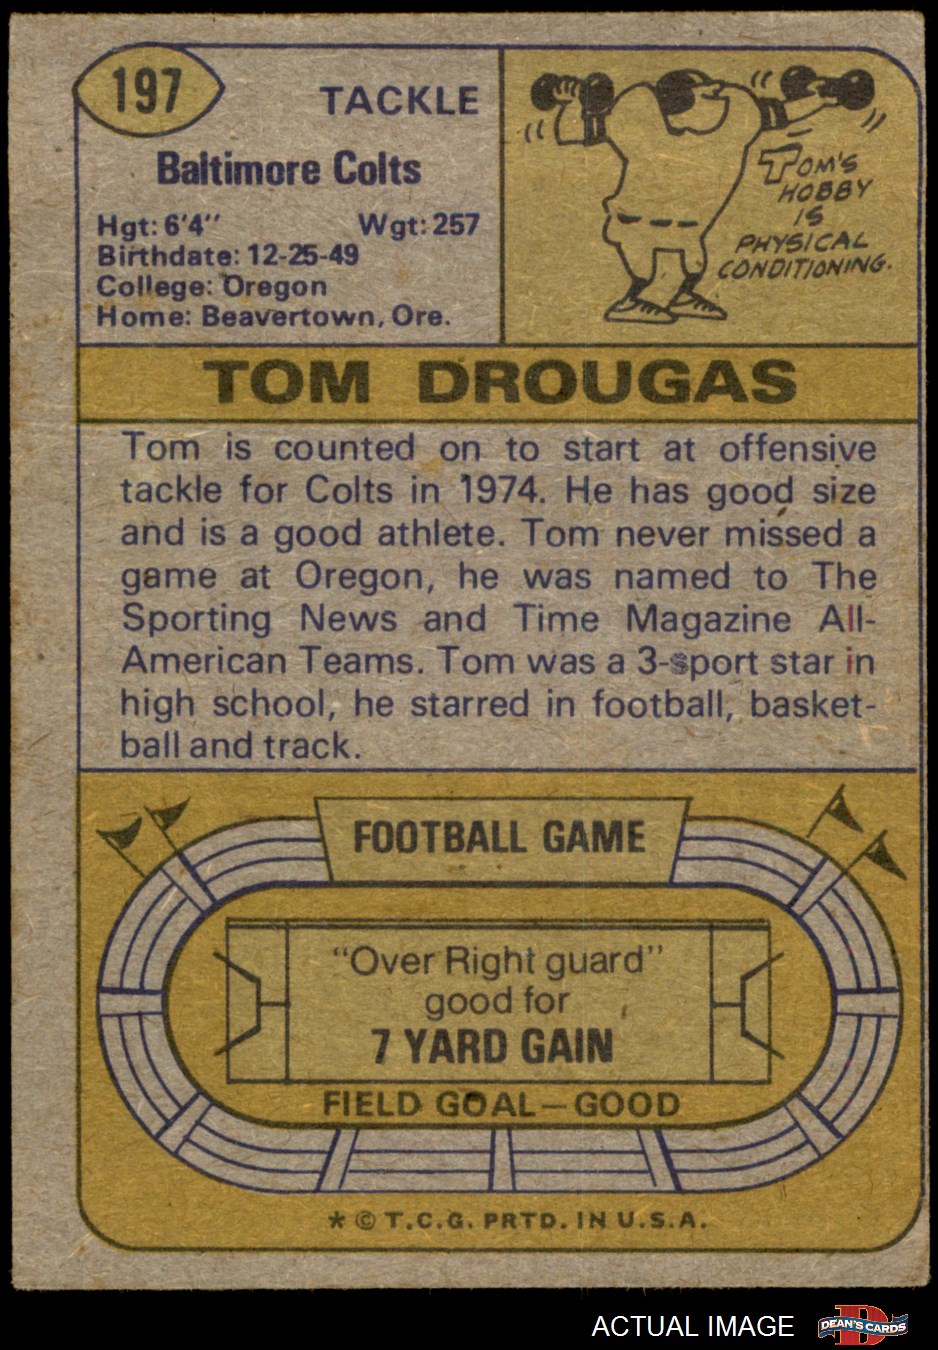 197
TACKLE
Baltimore Colts
Hgt: 6'4"
Wgt: 257
Birthdate: 12-25-49
College: Oregon
Home: Beavertown, Ore.
TOM'S
HOBBY
IS
PHYSICAL
CONDITIONING.
TOM DROUGAS
Tom is counted on to start at offensive
tackle for Colts in 1974. He has good size
and is a good athlete. Tom never missed a
game at Oregon, he was named to The
Sporting News and Time Magazine All-
American Teams. Tom was a 3-sport star in
high school, he starred in football, basket-
ball and track.
FOOTBALL GAME
"Over Right guard"
good for
7 YARD GAIN
FIELD GOAL—GOOD
* © T.C.G. PRTD. IN U.S.A.
ACTUAL IMAGE
DEAN'S CARDS